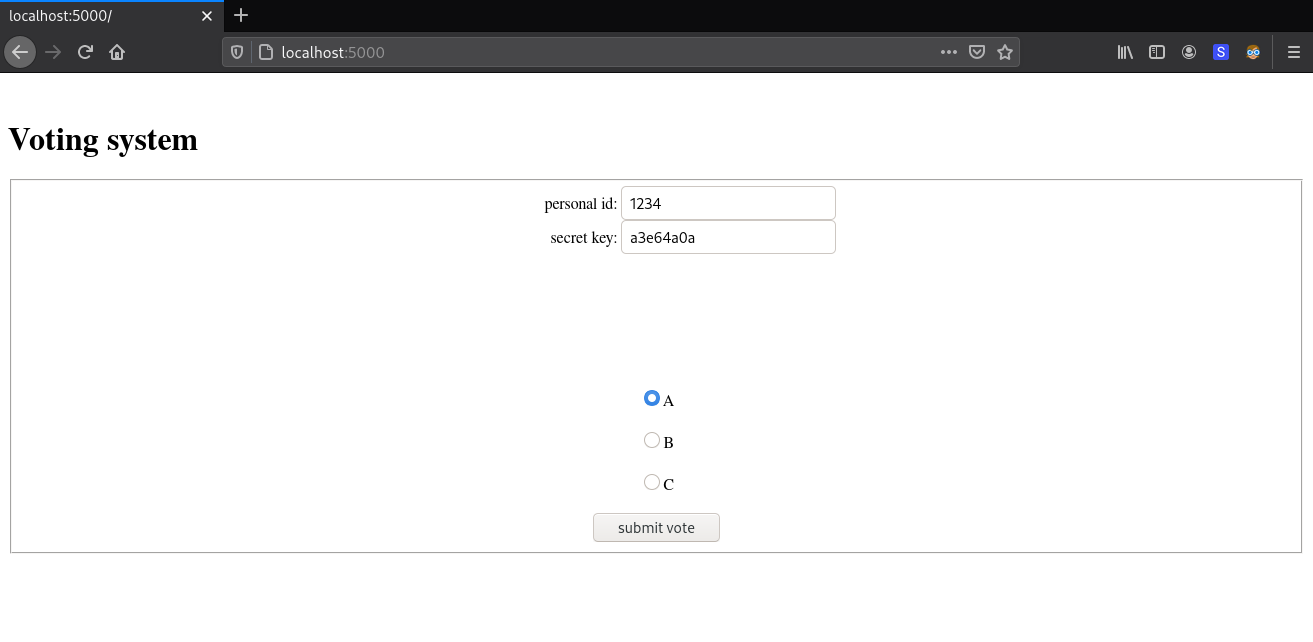 localhost:5000/
localhost:5000
S
Voting system
personal id: 1234
secret key: a3e64a0a
A
B
C
submit vote